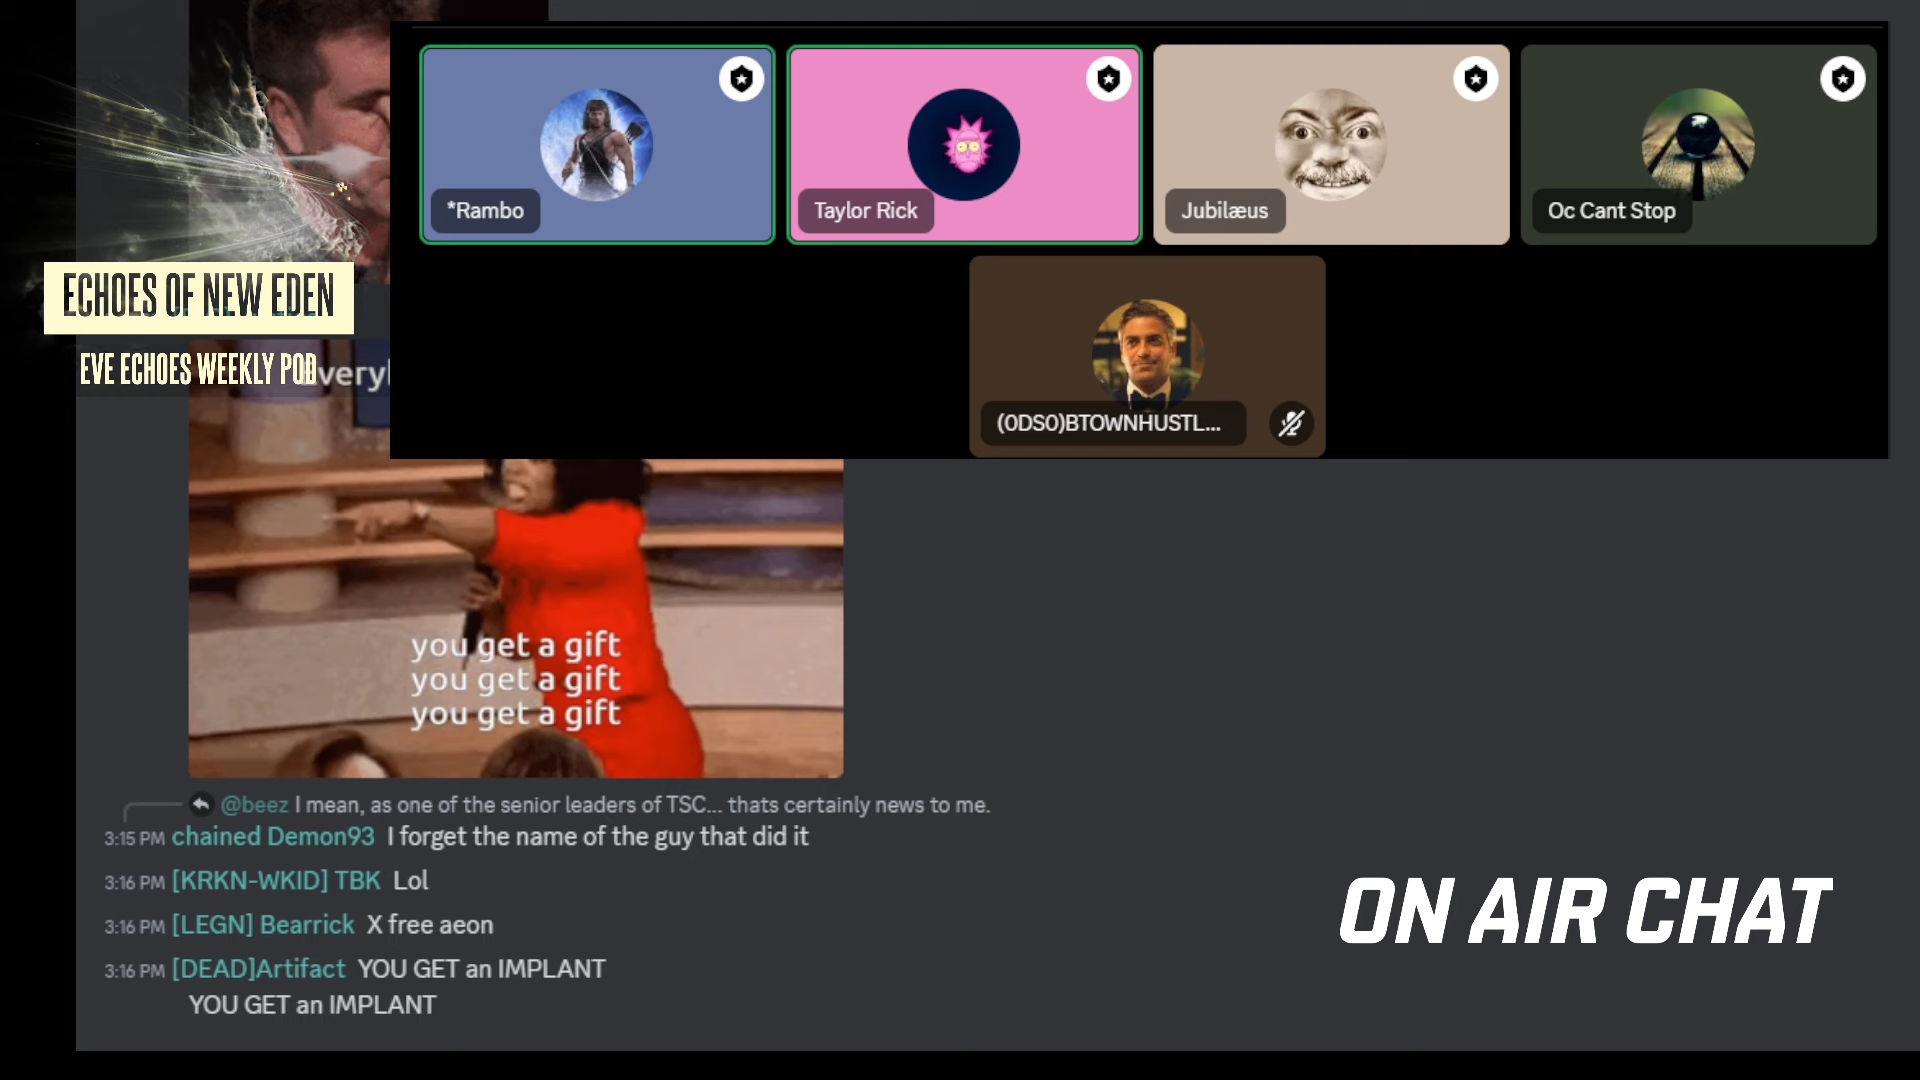 *Rambo
Taylor Rick
Jubilæus
Oc Cant Stop
ECHOES OF NEW EDEN
EVE ECHOES WEEKLY POD
(ODSO)BTOWNHUSTL...
you get a gift
you get a gift
you get a gift
@beez I mean, as one of the senior leaders of TSC... thats certainly news to me.
3:15 PM chained Demon93 I forget the name of the guy that did it
3:16 PM [KRKN-WKID] TBK Lol
3:16 PM [LEGN] Bearrick X free aeon
3:16 PM [DEAD]Artifact YOU GET an IMPLANT
YOU GET an IMPLANT
ON AIR CHAT